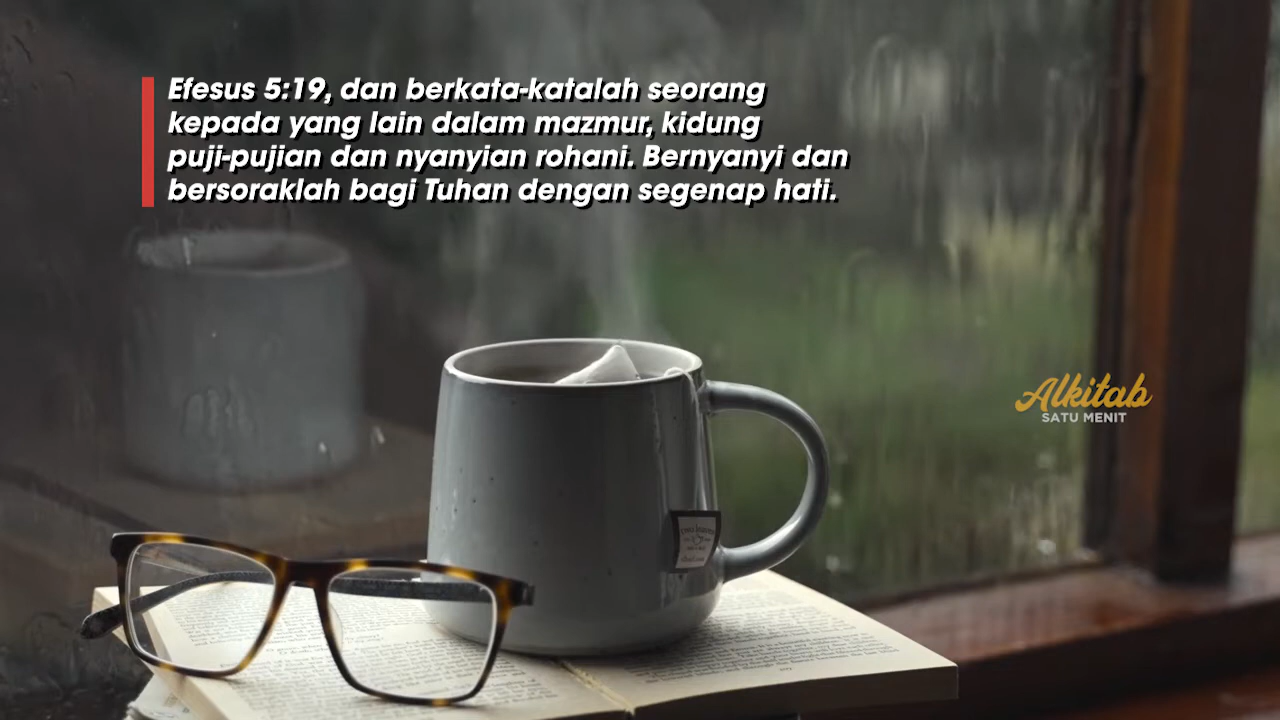 Efesus 5:19, dan berkata-katalah seorang
kepada yang lain dalam mazmur, kidung
puji-pujian dan nyanyian rohani. Bernyanyi dan
bersoraklah bagi Tuhan dengan segenap hati.
Alkitab
SATU MENIT